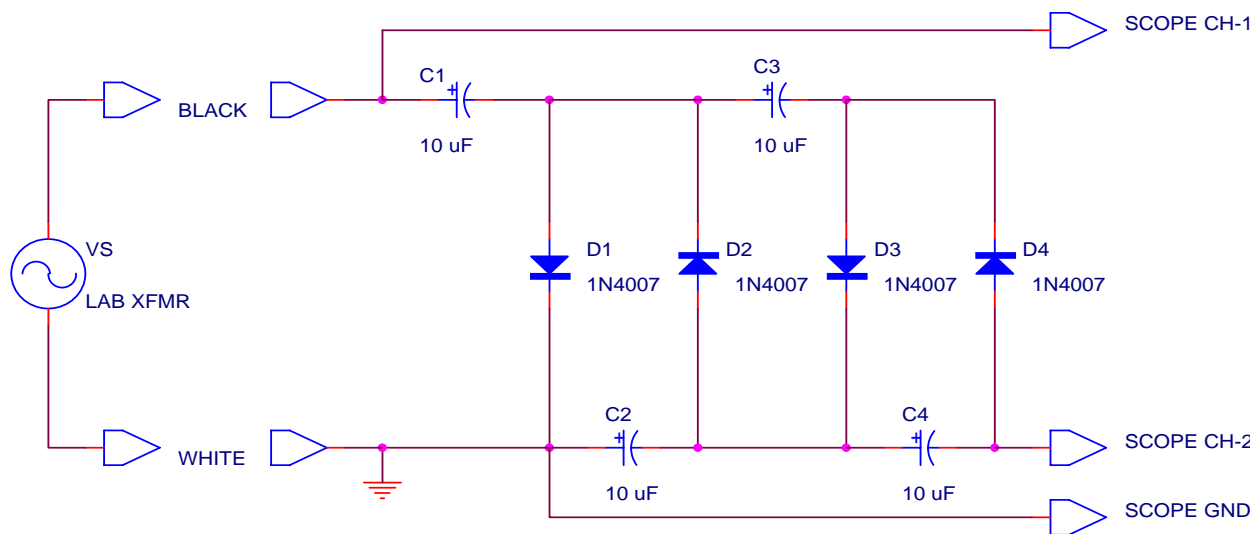 SCOPE CH-1
C1
+
10 uF
C3
+
10 uF
BLACK
VS
LAB XFMR
D1
1N4007
D2
1N4007
D3
1N4007
D4
1N4007
WHITE
C2
+
10 uF
C4
+
10 uF
SCOPE CH-2
SCOPE GND